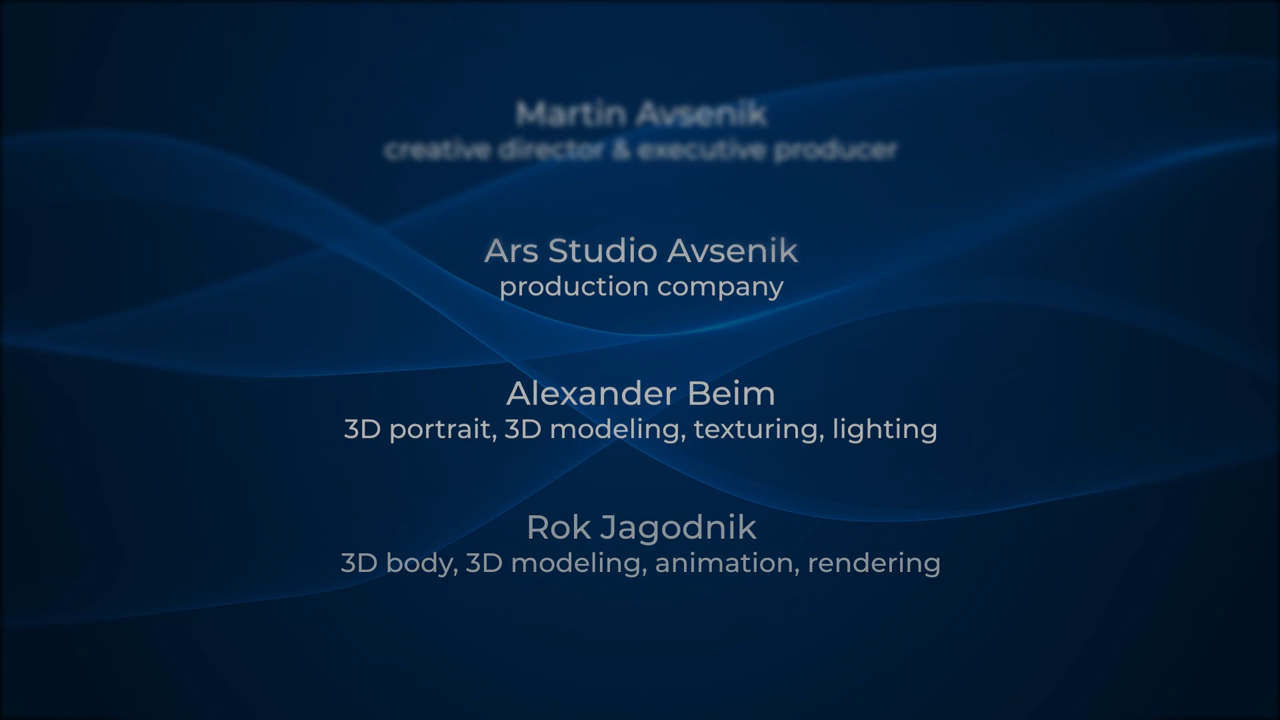 Martin Avsenik
creative director & executive producer
Ars Studio Avsenik
production company
Alexander Beim
3D portrait, 3D modeling, texturing, lighting
Rok Jagodnik
3D body, 3D modeling, animation, rendering